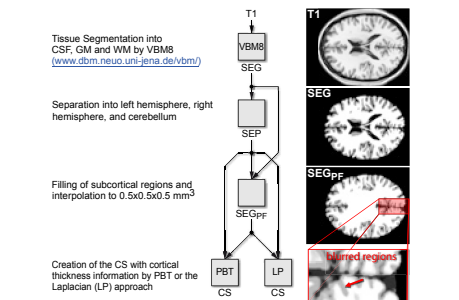 T1
Tissue Segmentation into
CSF, GM and WM by VBM8
(www.dbm.neuo.uni-jena.de/vbm/)
VBM8
SEG
Separation into left hemisphere, right
hemisphere, and cerebellum
SEP
Filling of subcortical regions and
interpolation to 0.5x0.5x0.5 mm3
SEGPF
Creation of the CS with cortical
thickness information by PBT or the
Laplacian (LP) approach
PBT
LP
CS
CS
T1
SEG
SEGPF
blurred regions